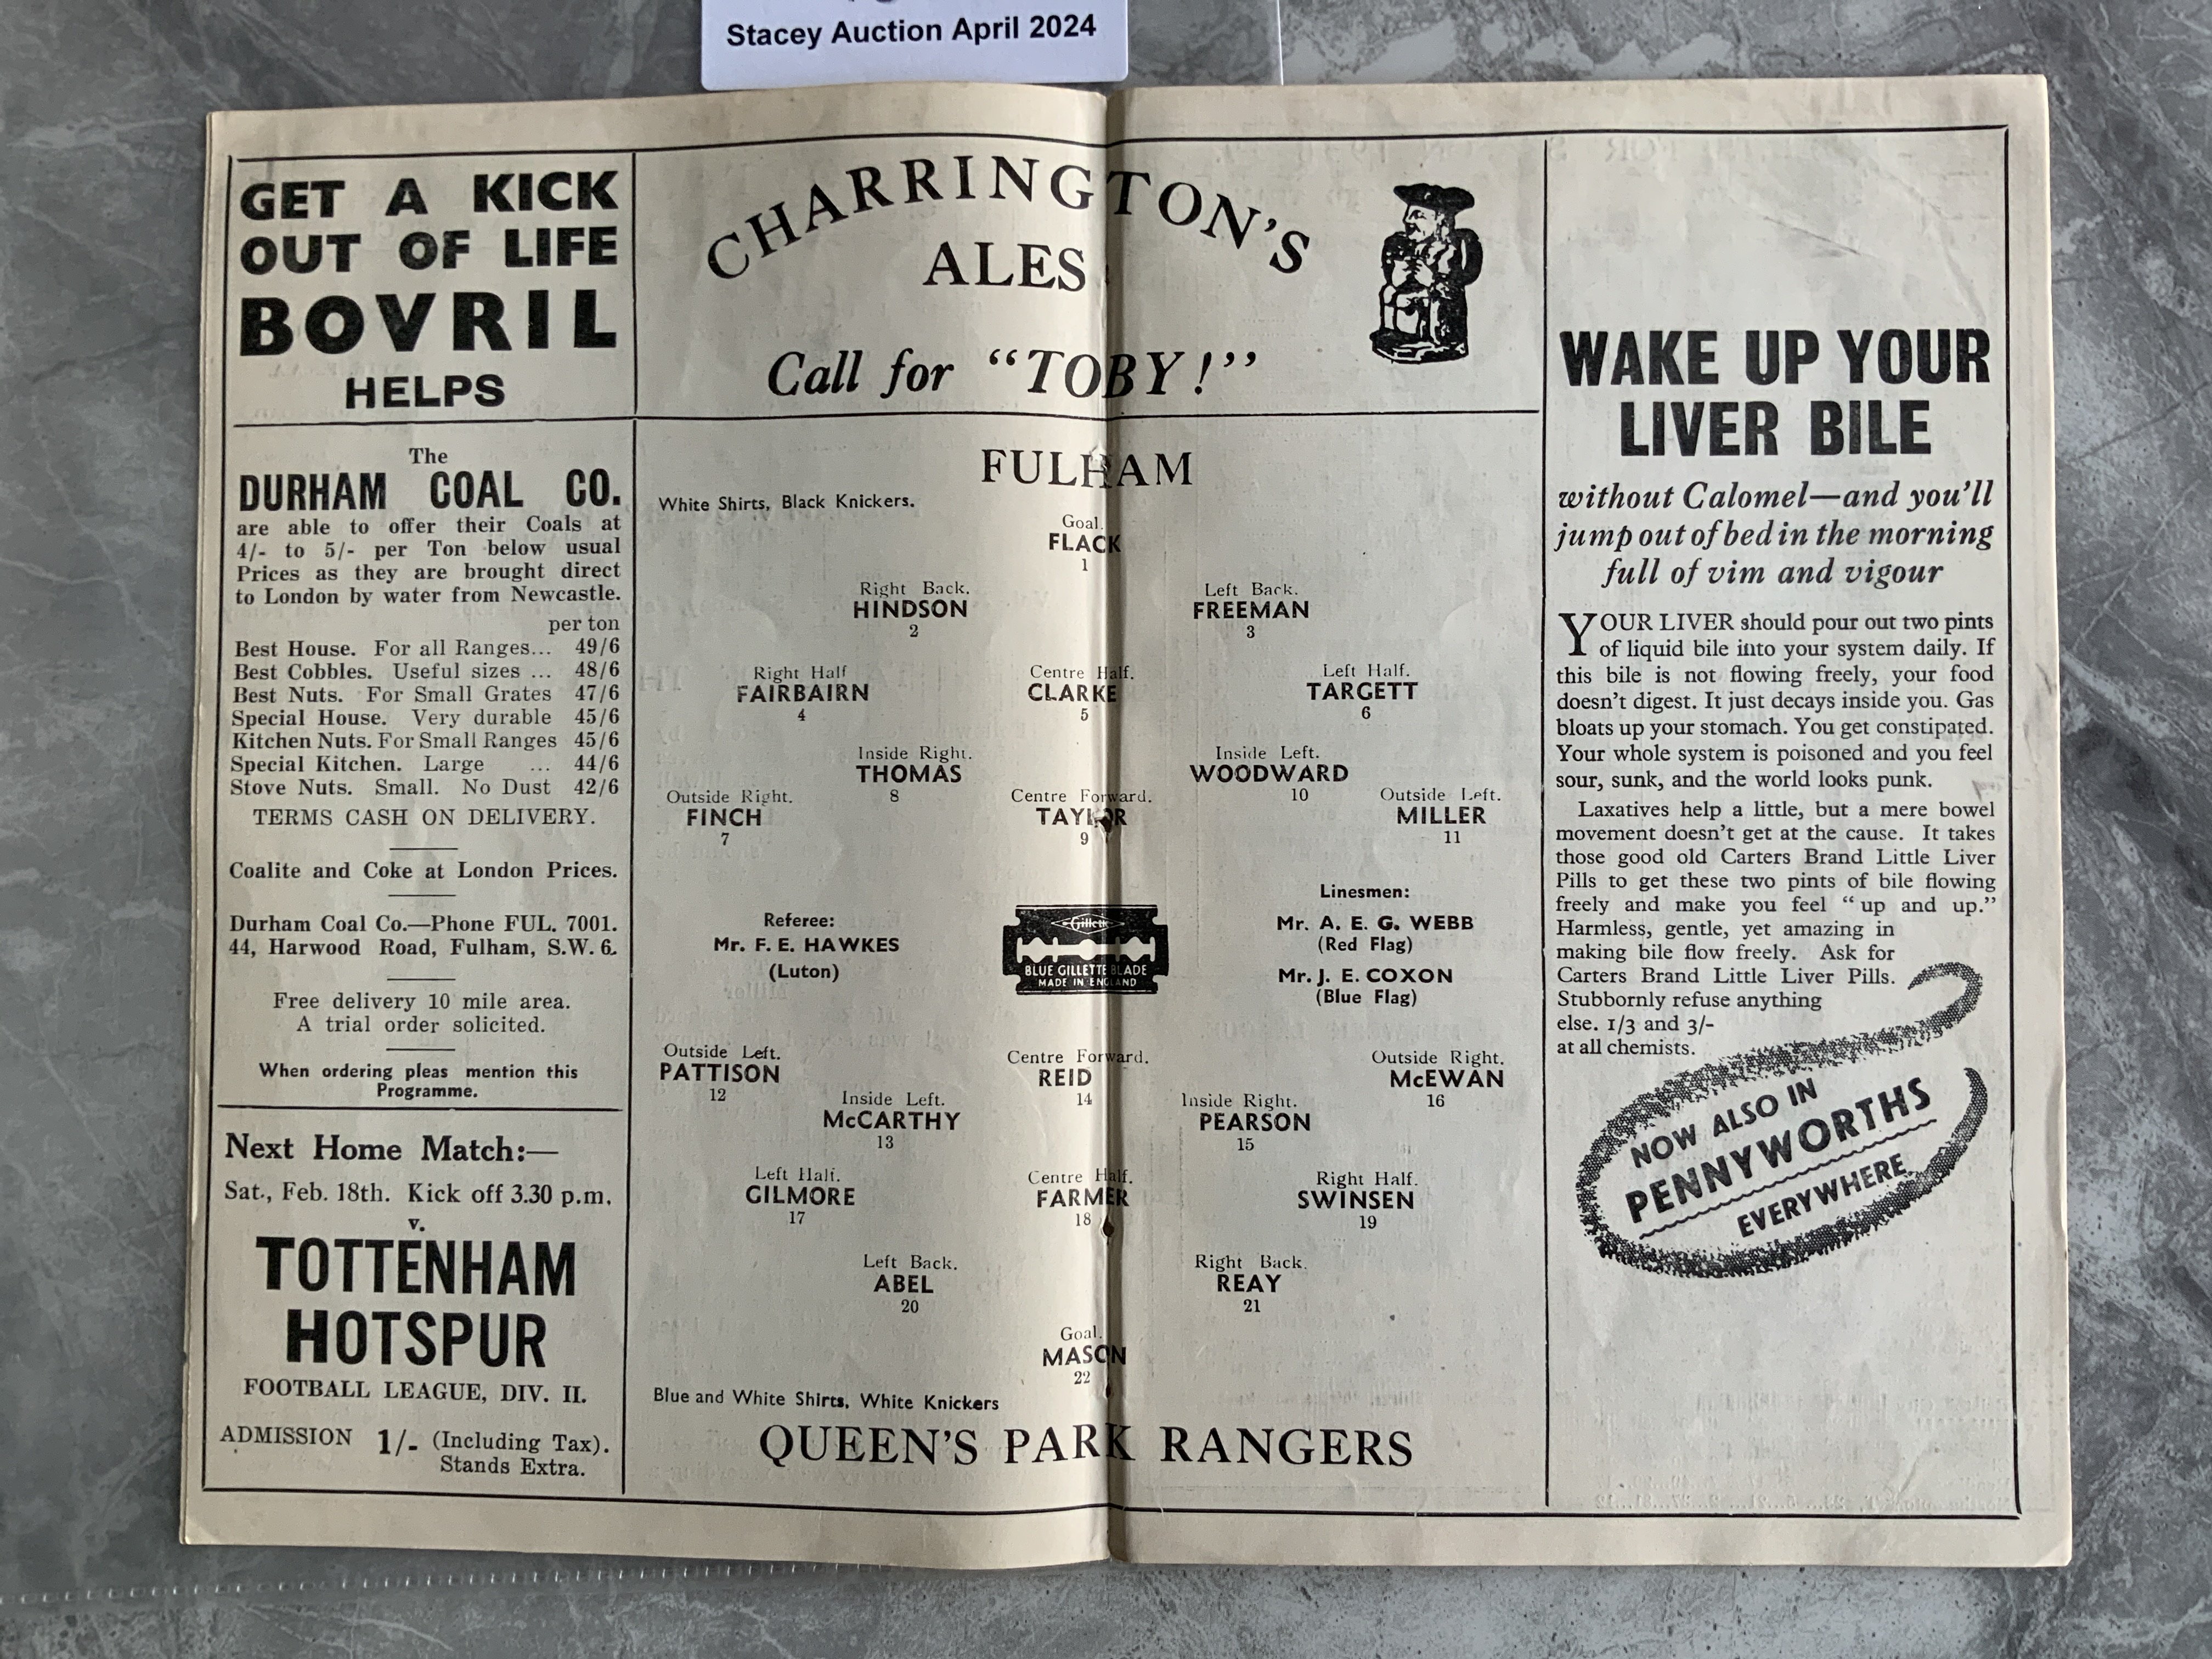 Stacey Auction April 2024
GET A KICK
OUT OF LIFE
BOVRIL
HELPS
The
DURHAM COAL CO.
are able to offer their Coals at
4/- to 5/- per Ton below usual
Prices as they are brought direct
to London by water from Newcastle.
per ton
Best House. For all Ranges... 49/6
Best Cobbles. Useful sizes ... 48/6
Best Nuts. For Small Grates 47/6
Special House. Very durable 45/6
Kitchen Nuts. For Small Ranges 45/6
Special Kitchen. Large ... 44/6
Stove Nuts. Small. No Dust 42/6
TERMS CASH ON DELIVERY.
Coalite and Coke at London Prices.
Durham Coal Co.—Phone FUL. 7001.
44, Harwood Road, Fulham, S.W. 6.
Free delivery 10 mile area.
A trial order solicited.
When ordering pleas mention this
Programme.
Next Home Match:—
Sat., Feb. 18th. Kick off 3.30 p.m.
v.
TOTTENHAM
HOTSPUR
FOOTBALL LEAGUE, DIV. II.
ADMISSION 1/- (Including Tax).
Stands Extra.
CHARRINGTON'S
ALES
Call for "TOBY!"
FULHAM
White Shirts, Black Knickers.
Goal.
FLACK
1
Right Back. Left Back.
HINDSON FREEMAN
2 3
Right Half Centre Half. Left Half.
FAIRBAIRN CLARKE TARGETT
4 5 6
Inside Right. Inside Left.
THOMAS WOODWARD
8 10
Outside Right. Centre Forward. Outside Left.
FINCH TAYLOR MILLER
7 9 11
Referee:
Mr. F. E. HAWKES
(Luton)
Gillette
BLUE GILLETTE BLADE
MADE IN ENGLAND
Linesmen:
Mr. A. E. G. WEBB
(Red Flag)
Mr. J. E. COXON
(Blue Flag)
Outside Left. Centre Forward. Outside Right.
PATTISON REID McEWAN
12 14 16
Inside Left. Inside Right.
McCARTHY PEARSON
13 15
Left Half. Centre Half. Right Half.
GILMORE FARMER SWINSEN
17 18 19
Left Back. Right Back.
ABEL REAY
20 21
Goal.
MASON
22
Blue and White Shirts, White Knickers
QUEEN'S PARK RANGERS
WAKE UP YOUR
LIVER BILE
without Calomel—and you'll
jump out of bed in the morning
full of vim and vigour
YOUR LIVER should pour out two pints
of liquid bile into your system daily. If
this bile is not flowing freely, your food
doesn't digest. It just decays inside you. Gas
bloats up your stomach. You get constipated.
Your whole system is poisoned and you feel
sour, sunk, and the world looks punk.
Laxatives help a little, but a mere bowel
movement doesn't get at the cause. It takes
those good old Carters Brand Little Liver
Pills to get these two pints of bile flowing
freely and make you feel "up and up."
Harmless, gentle, yet amazing in
making bile flow freely. Ask for
Carters Brand Little Liver Pills.
Stubbornly refuse anything
else. 1/3 and 3/-
at all chemists.
NOW ALSO IN
PENNYWORTHS
EVERYWHERE